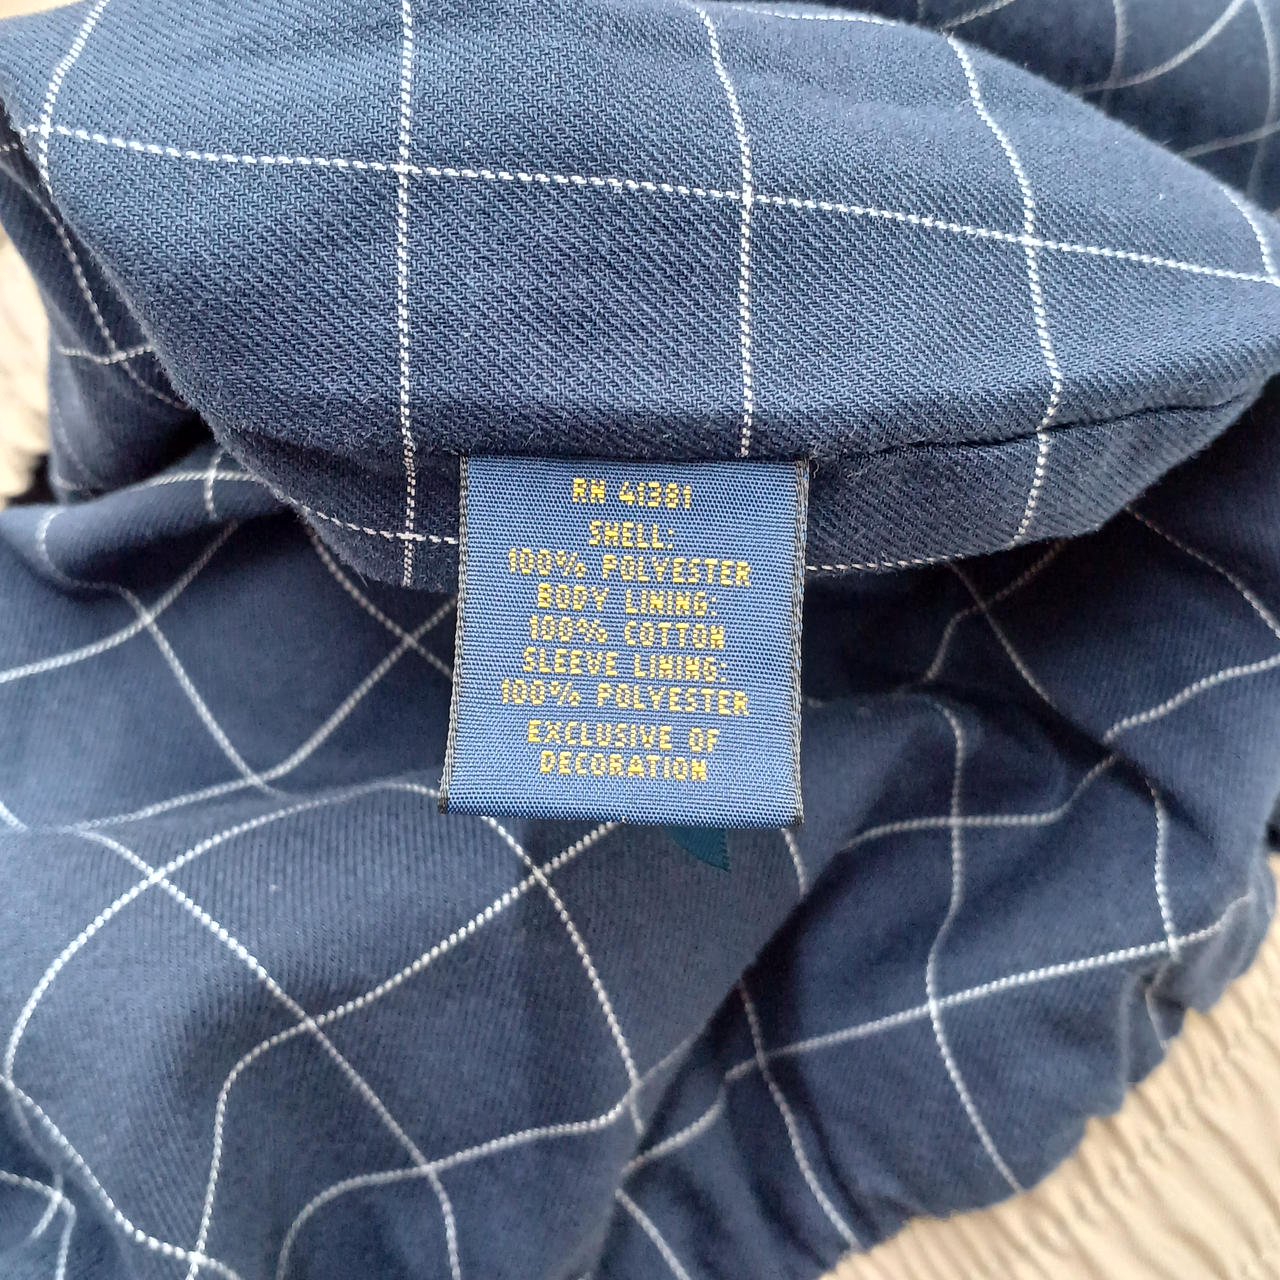 RN 41381
SHELL:
100% POLYESTER
BODY LINING:
100% COTTON
SLEEVE LINING:
100% POLYESTER
EXCLUSIVE OF
DECORATION